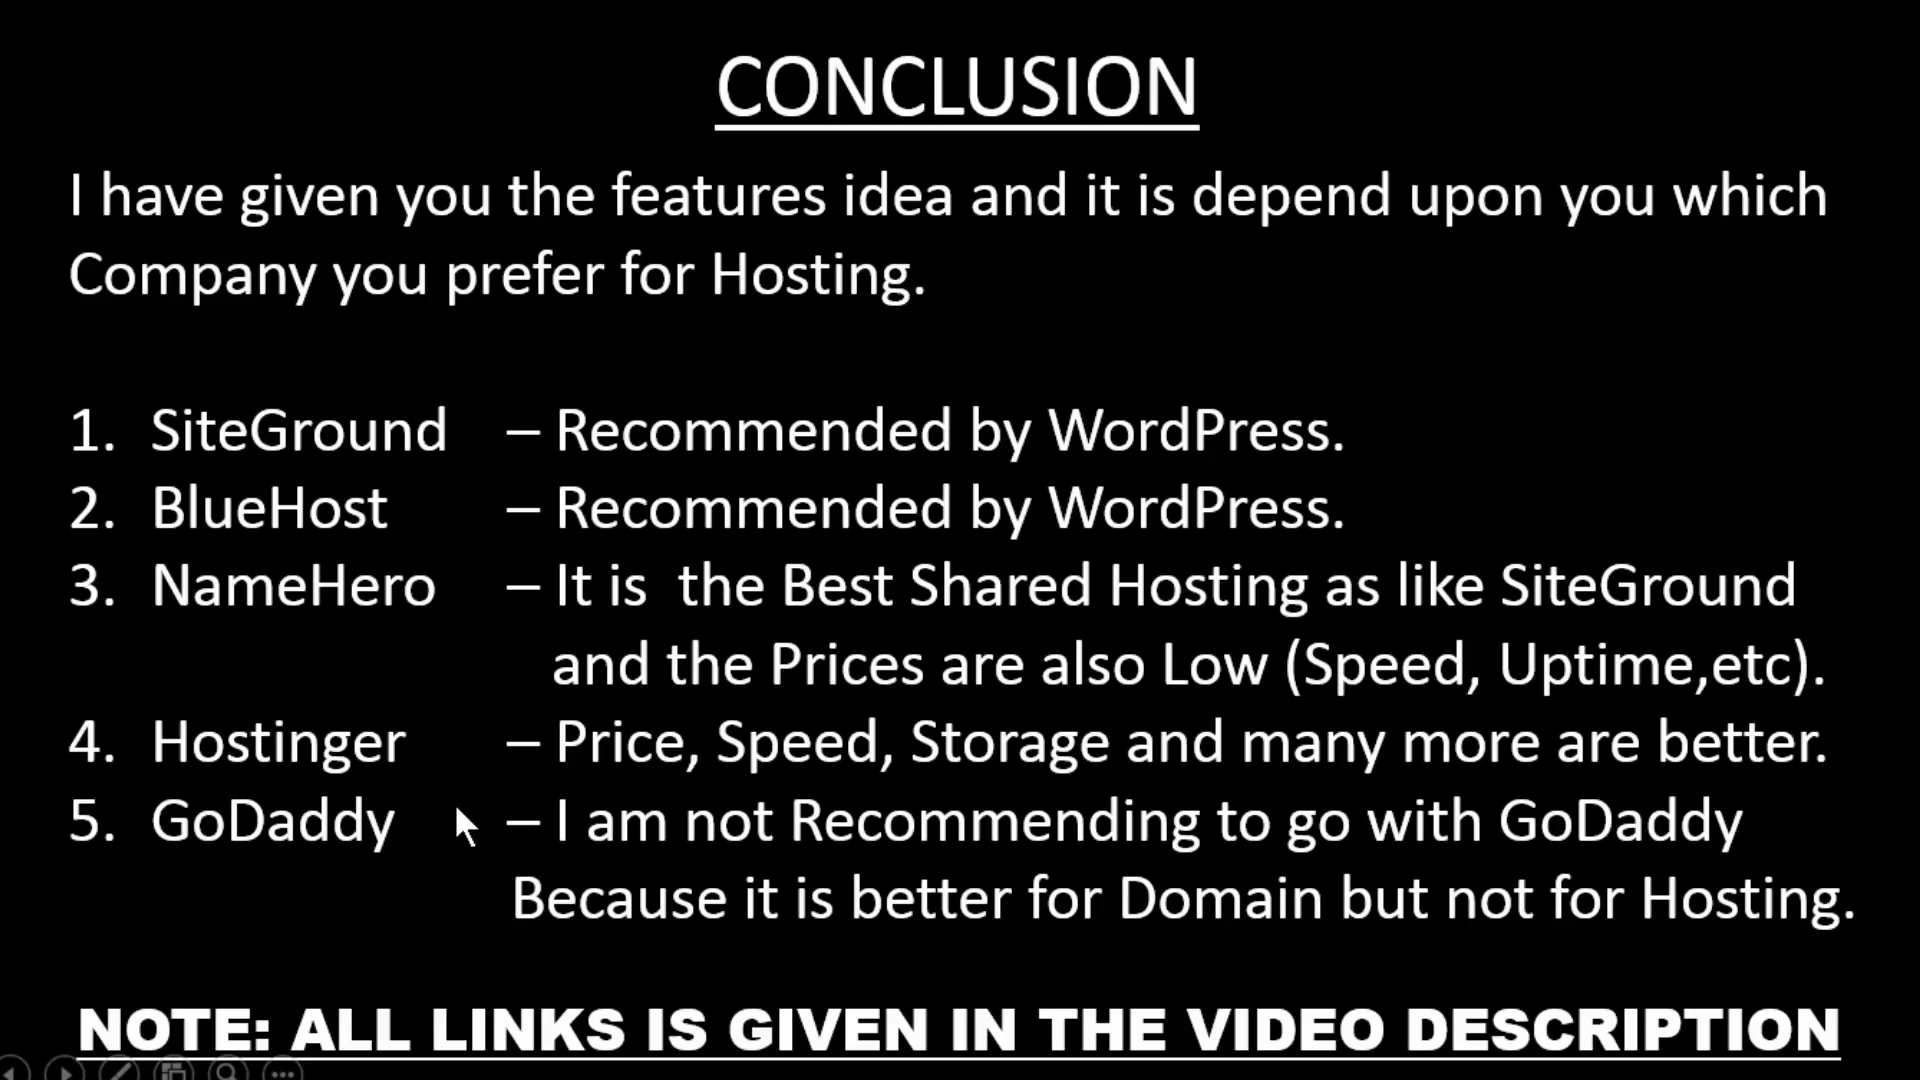 CONCLUSION
I have given you the features idea and it is depend upon you which
Company you prefer for Hosting.
1. SiteGround – Recommended by WordPress.
2. BlueHost – Recommended by WordPress.
3. NameHero – It is the Best Shared Hosting as like SiteGround
and the Prices are also Low (Speed, Uptime,etc).
4. Hostinger – Price, Speed, Storage and many more are better.
5. GoDaddy – I am not Recommending to go with GoDaddy
Because it is better for Domain but not for Hosting.
NOTE: ALL LINKS IS GIVEN IN THE VIDEO DESCRIPTION